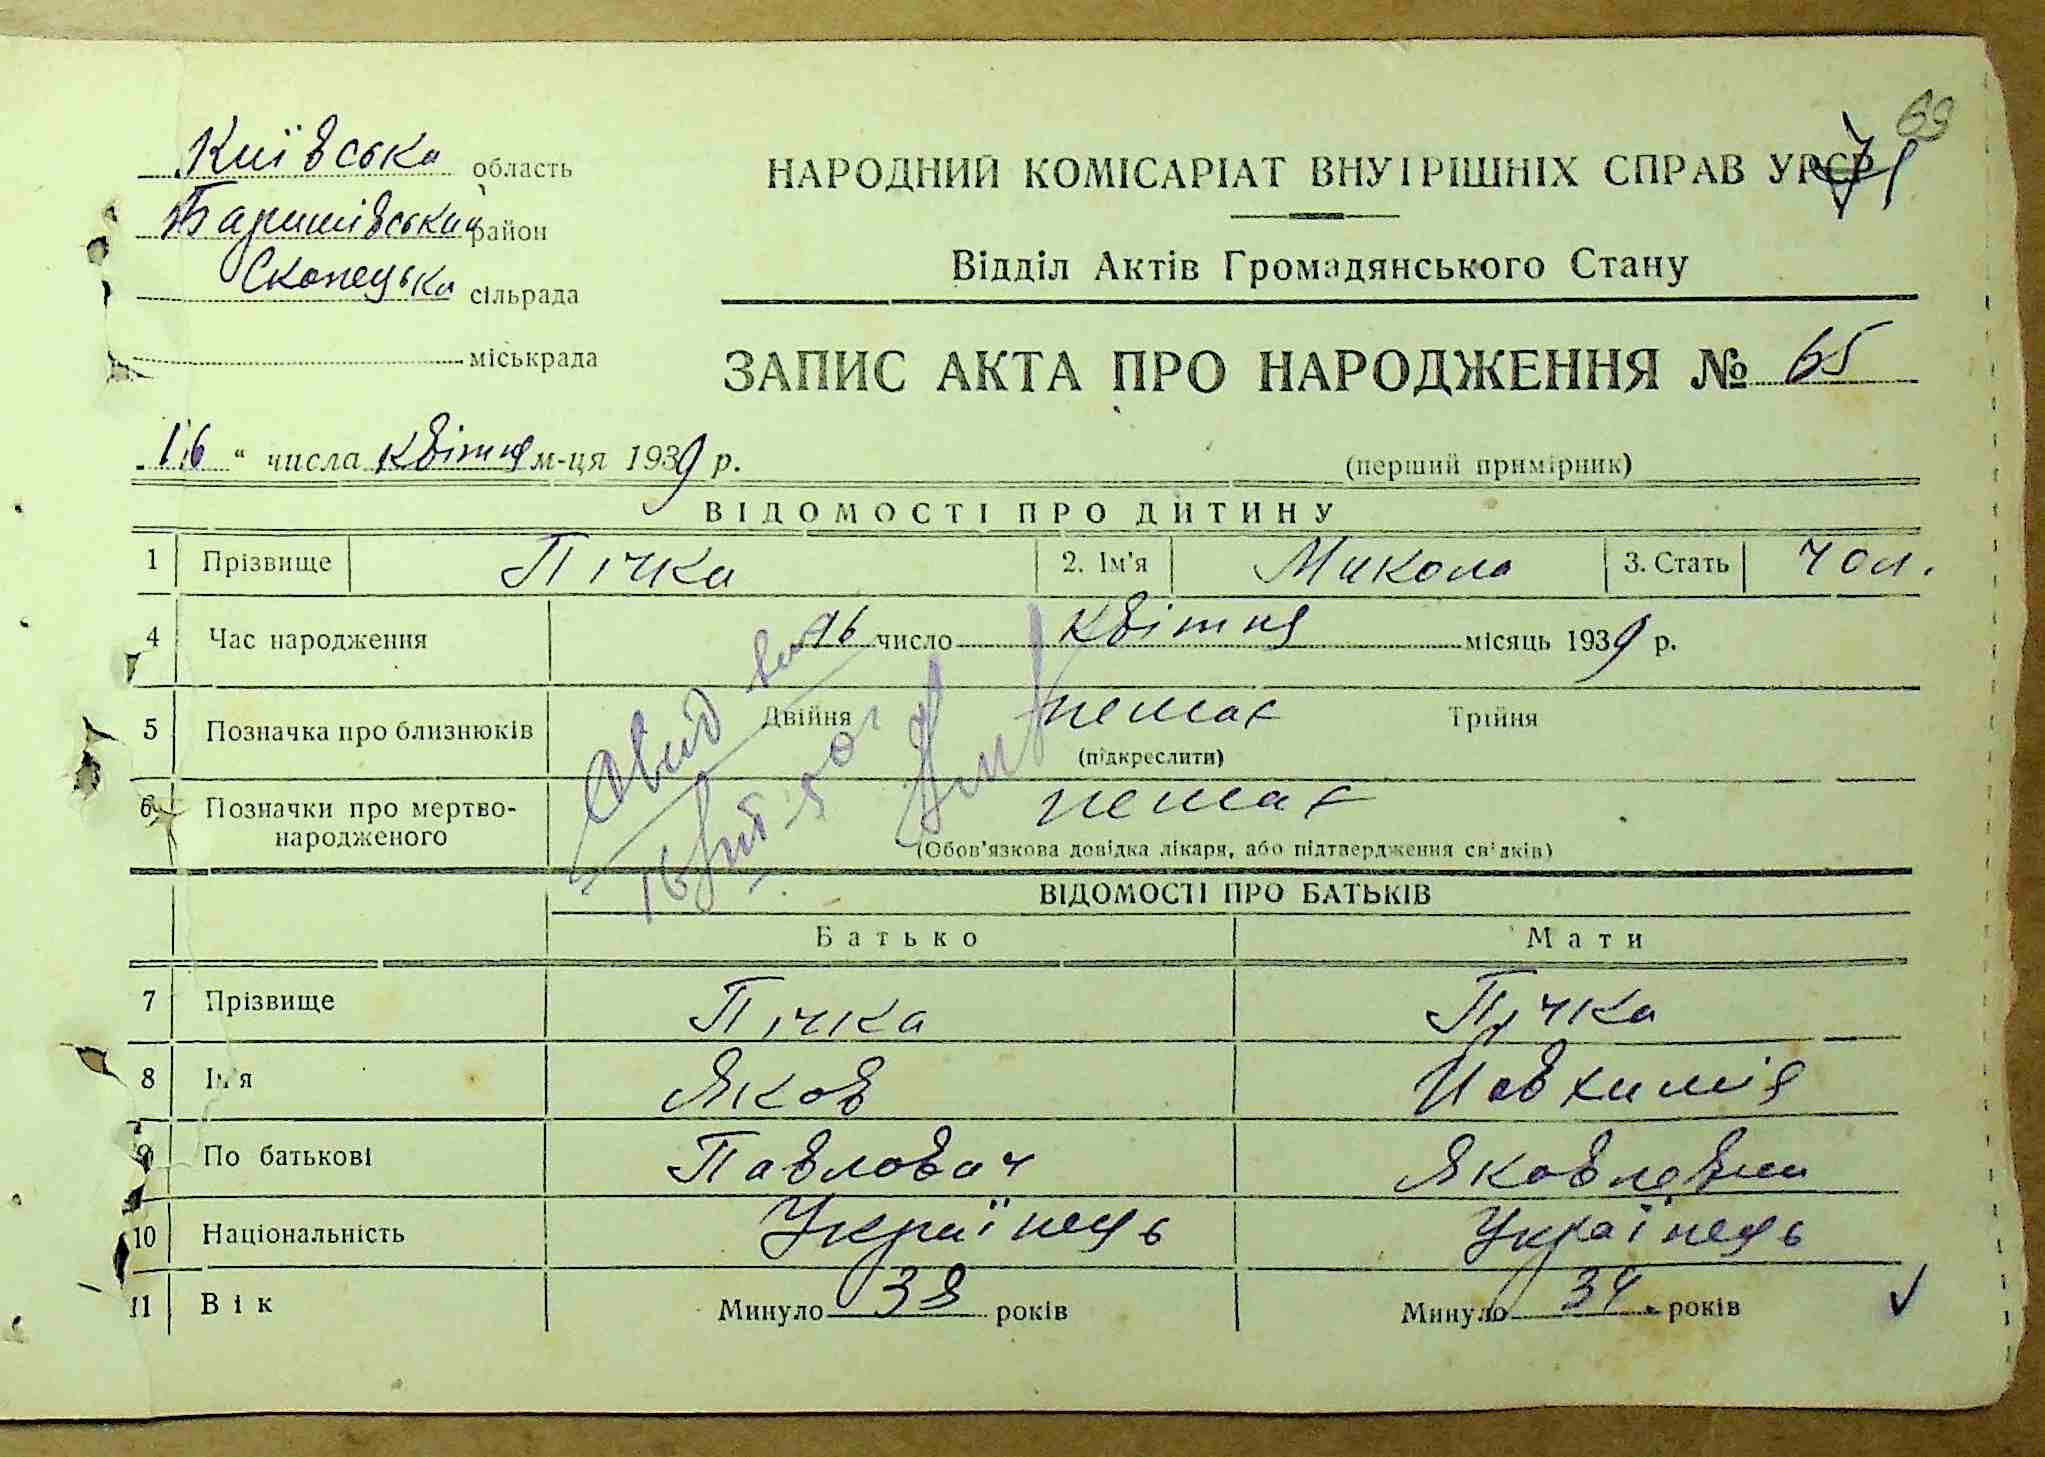 69
71
Київська область
НАРОДНИЙ КОМІСАРІАТ ВНУТРІШНІХ СПРАВ УРСР
Баришівський район
Скопецька сільрада
Відділ Актів Громадянського Стану
міськрада
ЗАПИС АКТА ПРО НАРОДЖЕННЯ № 65
„16“ числа квітня м-ця 1939 р.
(перший примірник)
ВІДОМОСТІ ПРО ДИТИНУ
1 Прізвище Пічка 2. Ім'я Микола 3. Стать чол.
4 Час народження 16 число квітня місяць 1939 р.
5 Позначка про близнюків Двійня немає Трійня
(підкреслити)
6 Позначки про мертво-
народженого немає
(Обов'язкова довідка лікаря, або підтвердження свідків)
ВІДОМОСТІ ПРО БАТЬКІВ
Батько Мати
7 Прізвище Пічка Пічка
8 Ім'я Яков Иовхимія
9 По батькові Павлович Яковлевна
10 Національність Українець Українець
11 Вік Минуло 38 років Минуло 34 років